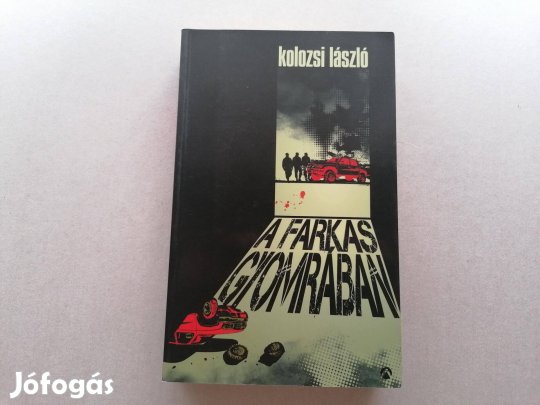 kolozsi lászló
A FARKAS
GYOMRÁBAN
Jófogás